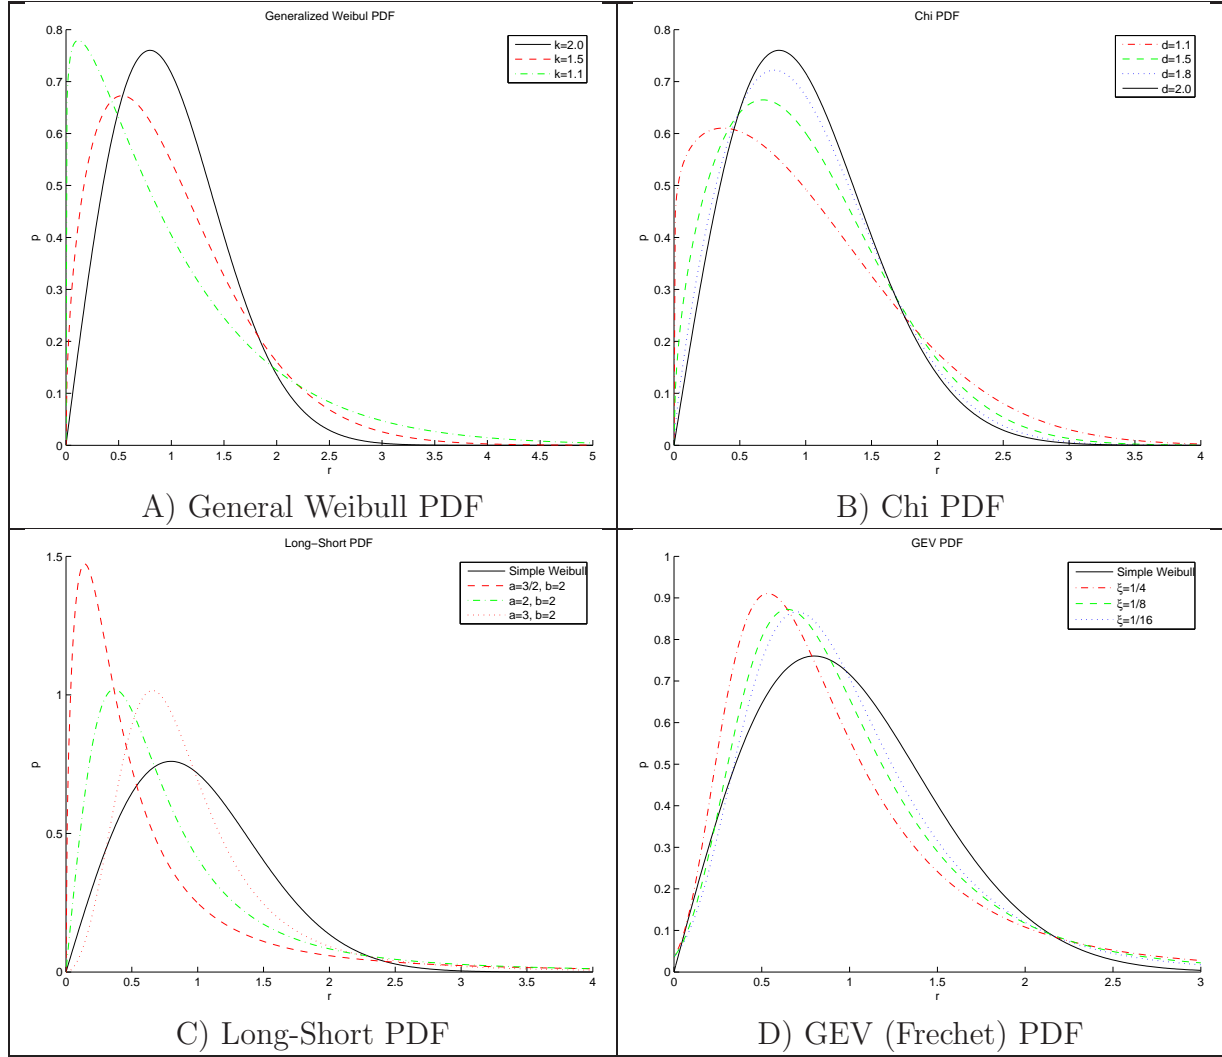 Generalized Weibul PDF
0.8
0.7
0.6
0.5
0.4
0.3
0.2
0.1
0
p
k=2.0
k=1.5
k=1.1
0 0.5 1 1.5 2 2.5 3 3.5 4 4.5 5
r
A) General Weibull PDF
Chi PDF
0.8
0.7
0.6
0.5
0.4
0.3
0.2
0.1
0
p
d=1.1
d=1.5
d=1.8
d=2.0
0 0.5 1 1.5 2 2.5 3 3.5 4
r
B) Chi PDF
Long−Short PDF
1.5
1
0.5
0
p
Simple Weibull
a=3/2, b=2
a=2, b=2
a=3, b=2
0 0.5 1 1.5 2 2.5 3 3.5 4
r
C) Long-Short PDF
GEV PDF
1
0.9
0.8
0.7
0.6
0.5
0.4
0.3
0.2
0.1
0
p
Simple Weibull
ξ=1/4
ξ=1/8
ξ=1/16
0 0.5 1 1.5 2 2.5 3
r
D) GEV (Frechet) PDF